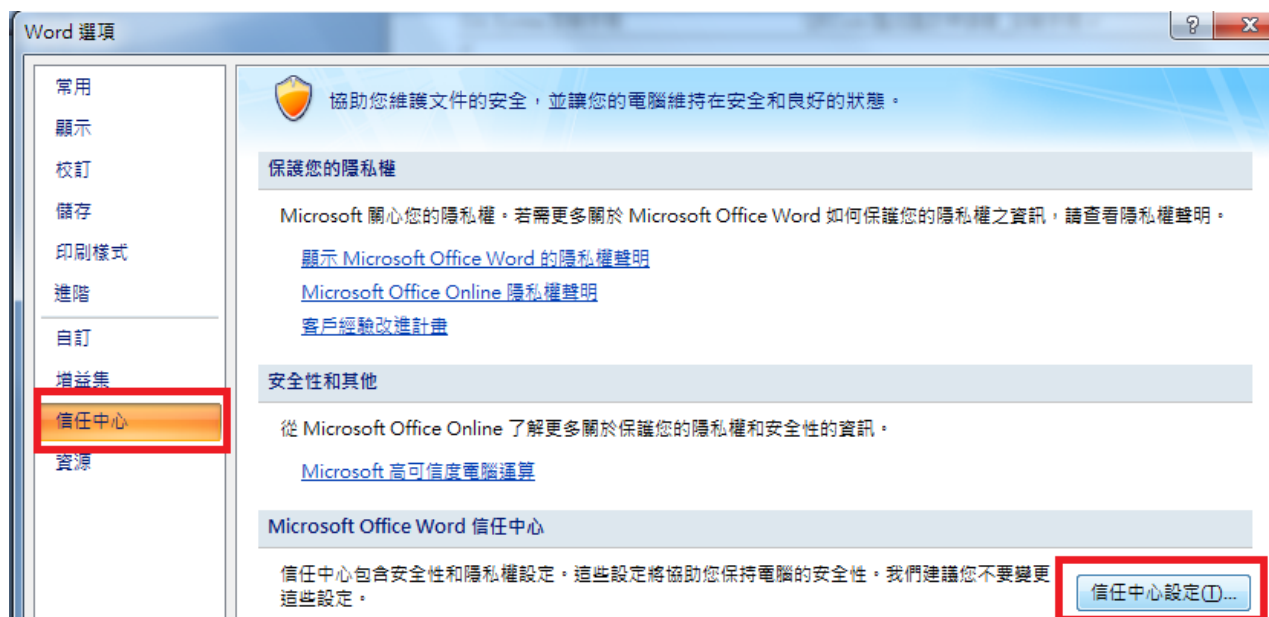 Word 選項
常用
顯示
校訂
儲存
印刷樣式
進階
自訂
增益集
信任中心
資源
協助您維護文件的安全，並讓您的電腦維持在安全和良好的狀態。
保護您的隱私權
Microsoft 關心您的隱私權。若需更多關於 Microsoft Office Word 如何保護您的隱私權之資訊，請查看隱私權聲明。
顯示 Microsoft Office Word 的隱私權聲明
Microsoft Office Online 隱私權聲明
客戶經驗改進計畫
安全性和其他
從 Microsoft Office Online 了解更多關於保護您的隱私權和安全性的資訊。
Microsoft 高可信度電腦運算
Microsoft Office Word 信任中心
信任中心包含安全性和隱私權設定。這些設定將協助您保持電腦的安全性。我們建議您不要變更
這些設定。
信任中心設定(T)...